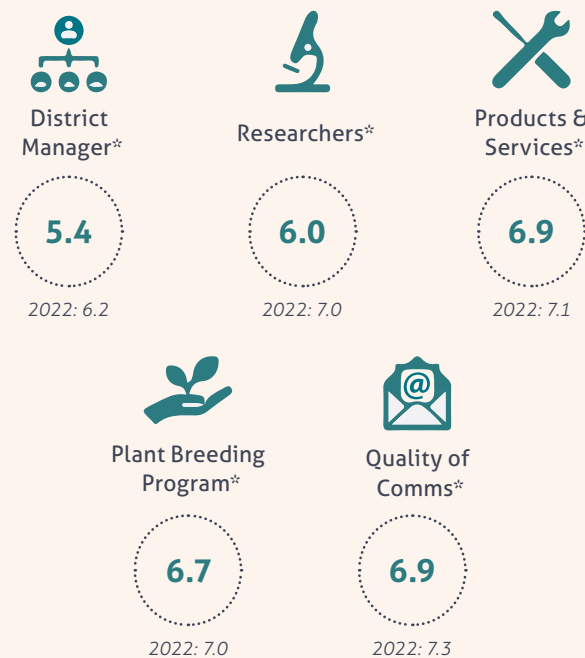 District
Manager☆
5.4
2022: 6.2
Researchers☆
6.0
2022: 7.0
Products &
Services☆
6.9
2022: 7.1
@
Plant Breeding
Program☆
6.7
2022: 7.0
Quality of
Comms☆
6.9
2022: 7.3